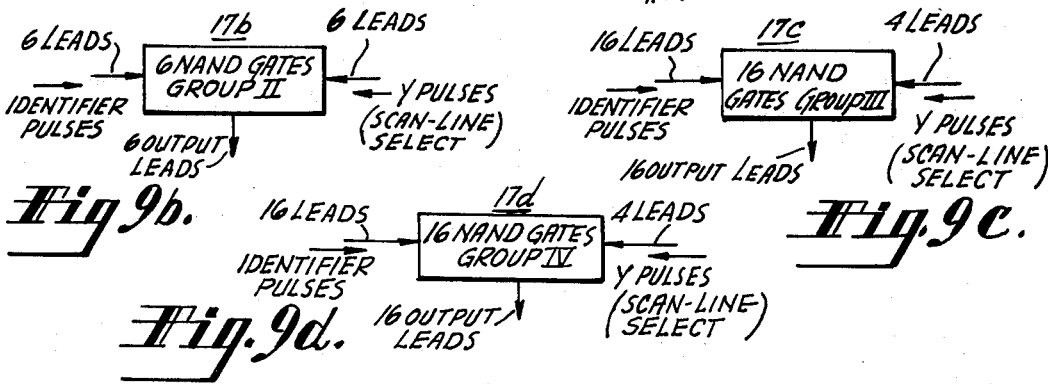 17b
6 LEADS
6 LEADS
6 NAND GATES
GROUP II
IDENTIFIER
PULSES
Y PULSES
(SCAN-LINE
SELECT)
6 OUTPUT
LEADS
Fig 9b.
17c
16 LEADS
4 LEADS
16 NAND
GATES GROUP III
IDENTIFIER
PULSES
Y PULSES
(SCAN-LINE
SELECT)
16 OUTPUT LEADS
Fig. 9c.
17d
16 LEADS
4 LEADS
16 NAND GATES
GROUP IV
IDENTIFIER
PULSES
Y PULSES
(SCAN-LINE
SELECT)
16 OUTPUT
LEADS
Fig. 9d.